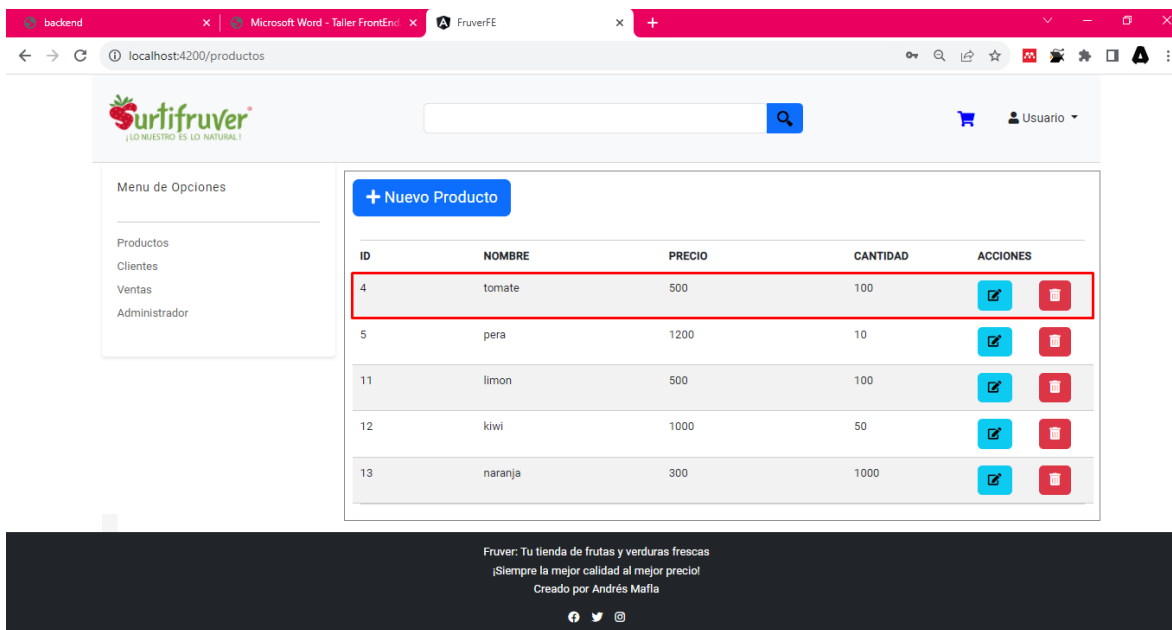 backend
Microsoft Word - Taller FrontEnd
FruverFE
localhost:4200/productos
Surtifruver
¡LO NUESTRO ES LO NATURAL!
Usuario
Menu de Opciones
Productos
Clientes
Ventas
Administrador
Nuevo Producto
ID NOMBRE PRECIO CANTIDAD ACCIONES
4 tomate 500 100
5 pera 1200 10
11 limon 500 100
12 kiwi 1000 50
13 naranja 300 1000
Fruver: Tu tienda de frutas y verduras frescas
¡Siempre la mejor calidad al mejor precio!
Creado por Andrés Mafla